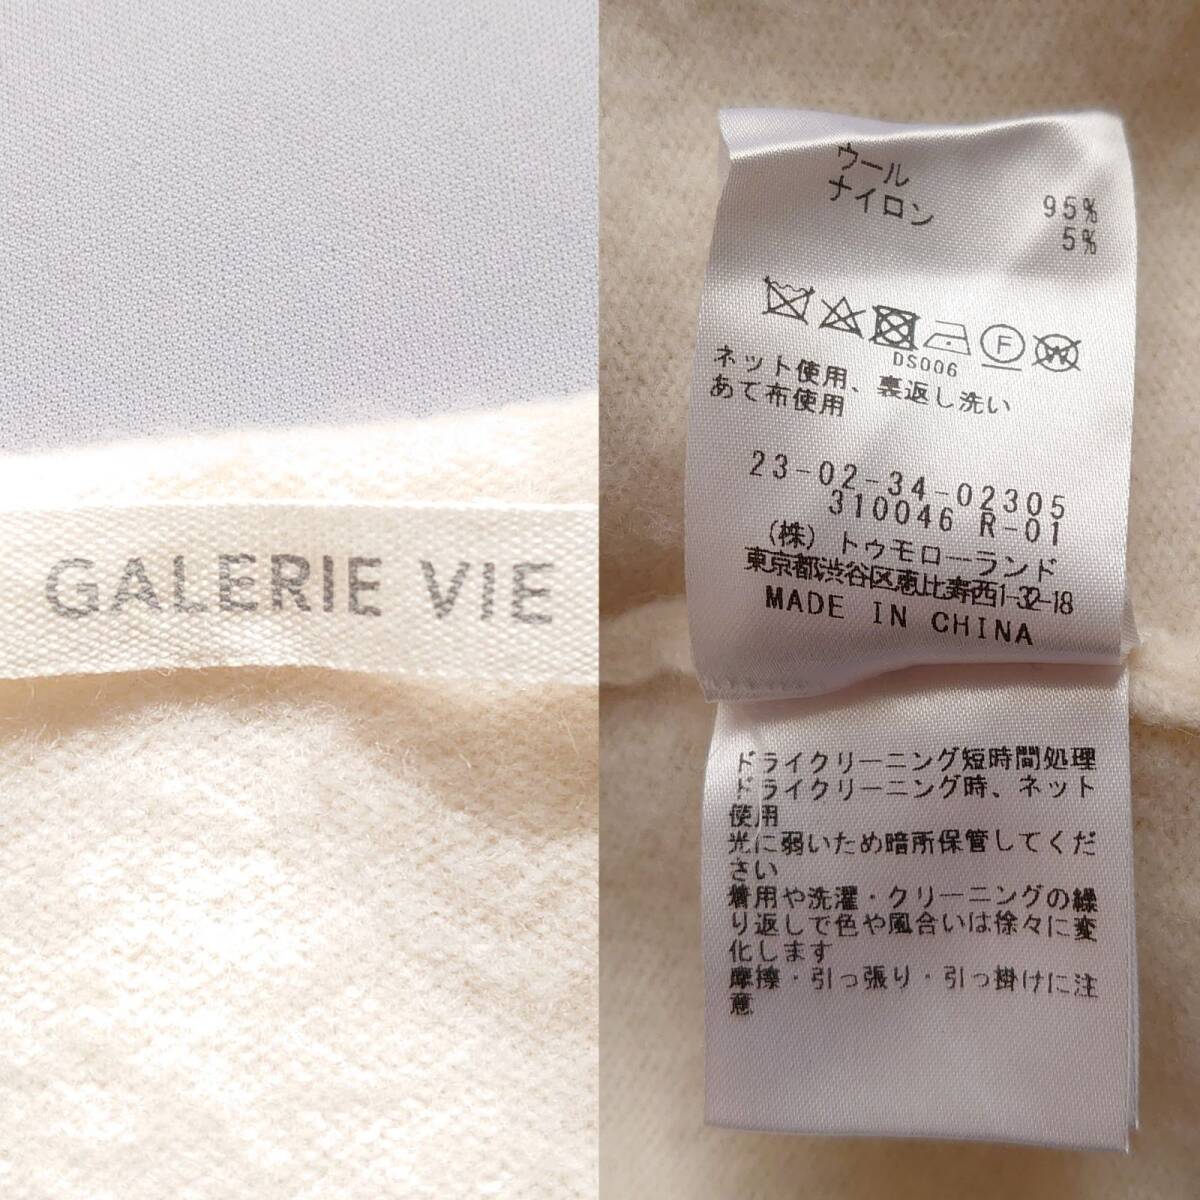 GALERIE VIE
ウール 95%
ナイロン 5%
F W
DS006
ネット使用、裏返し洗い
あて布使用
23-02-34-02305
310046 R-01
(株) トゥモローランド
東京都渋谷区恵比寿西1-32-18
MADE IN CHINA
ドライクリーニング短時間処理
ドライクリーニング時、ネット
使用
光に弱いため暗所保管してくだ
さい
着用や洗濯・クリーニングの繰
り返しで色や風合いは徐々に変
化します
摩擦・引っ張り・引っ掛けに注
意